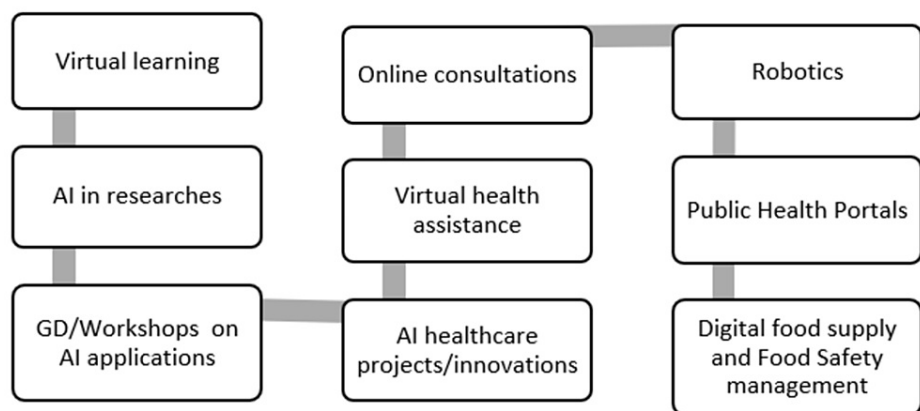 Virtual learning
AI in researches
GD/Workshops on
AI applications
AI healthcare
projects/innovations
Virtual health
assistance
Online consultations
Robotics
Public Health Portals
Digital food supply
and Food Safety
management